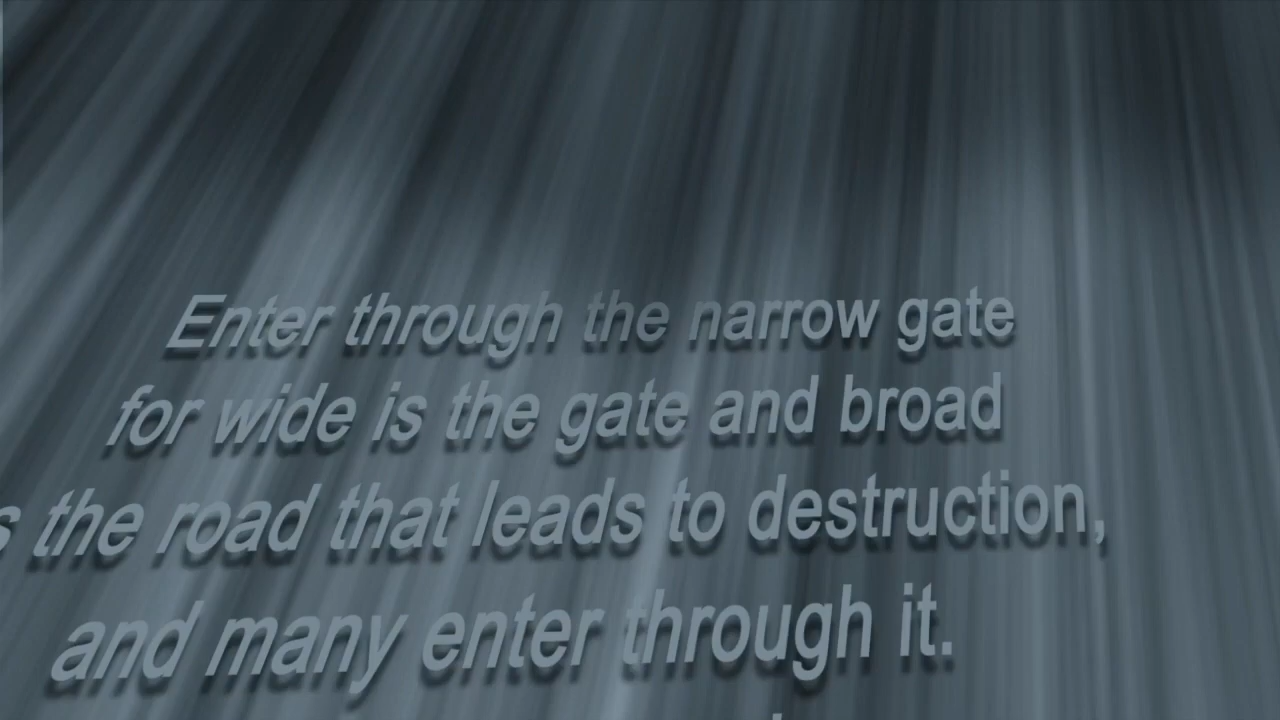 Enter through the narrow gate
for wide is the gate and broad
s the road that leads to destruction,
and many enter through it.